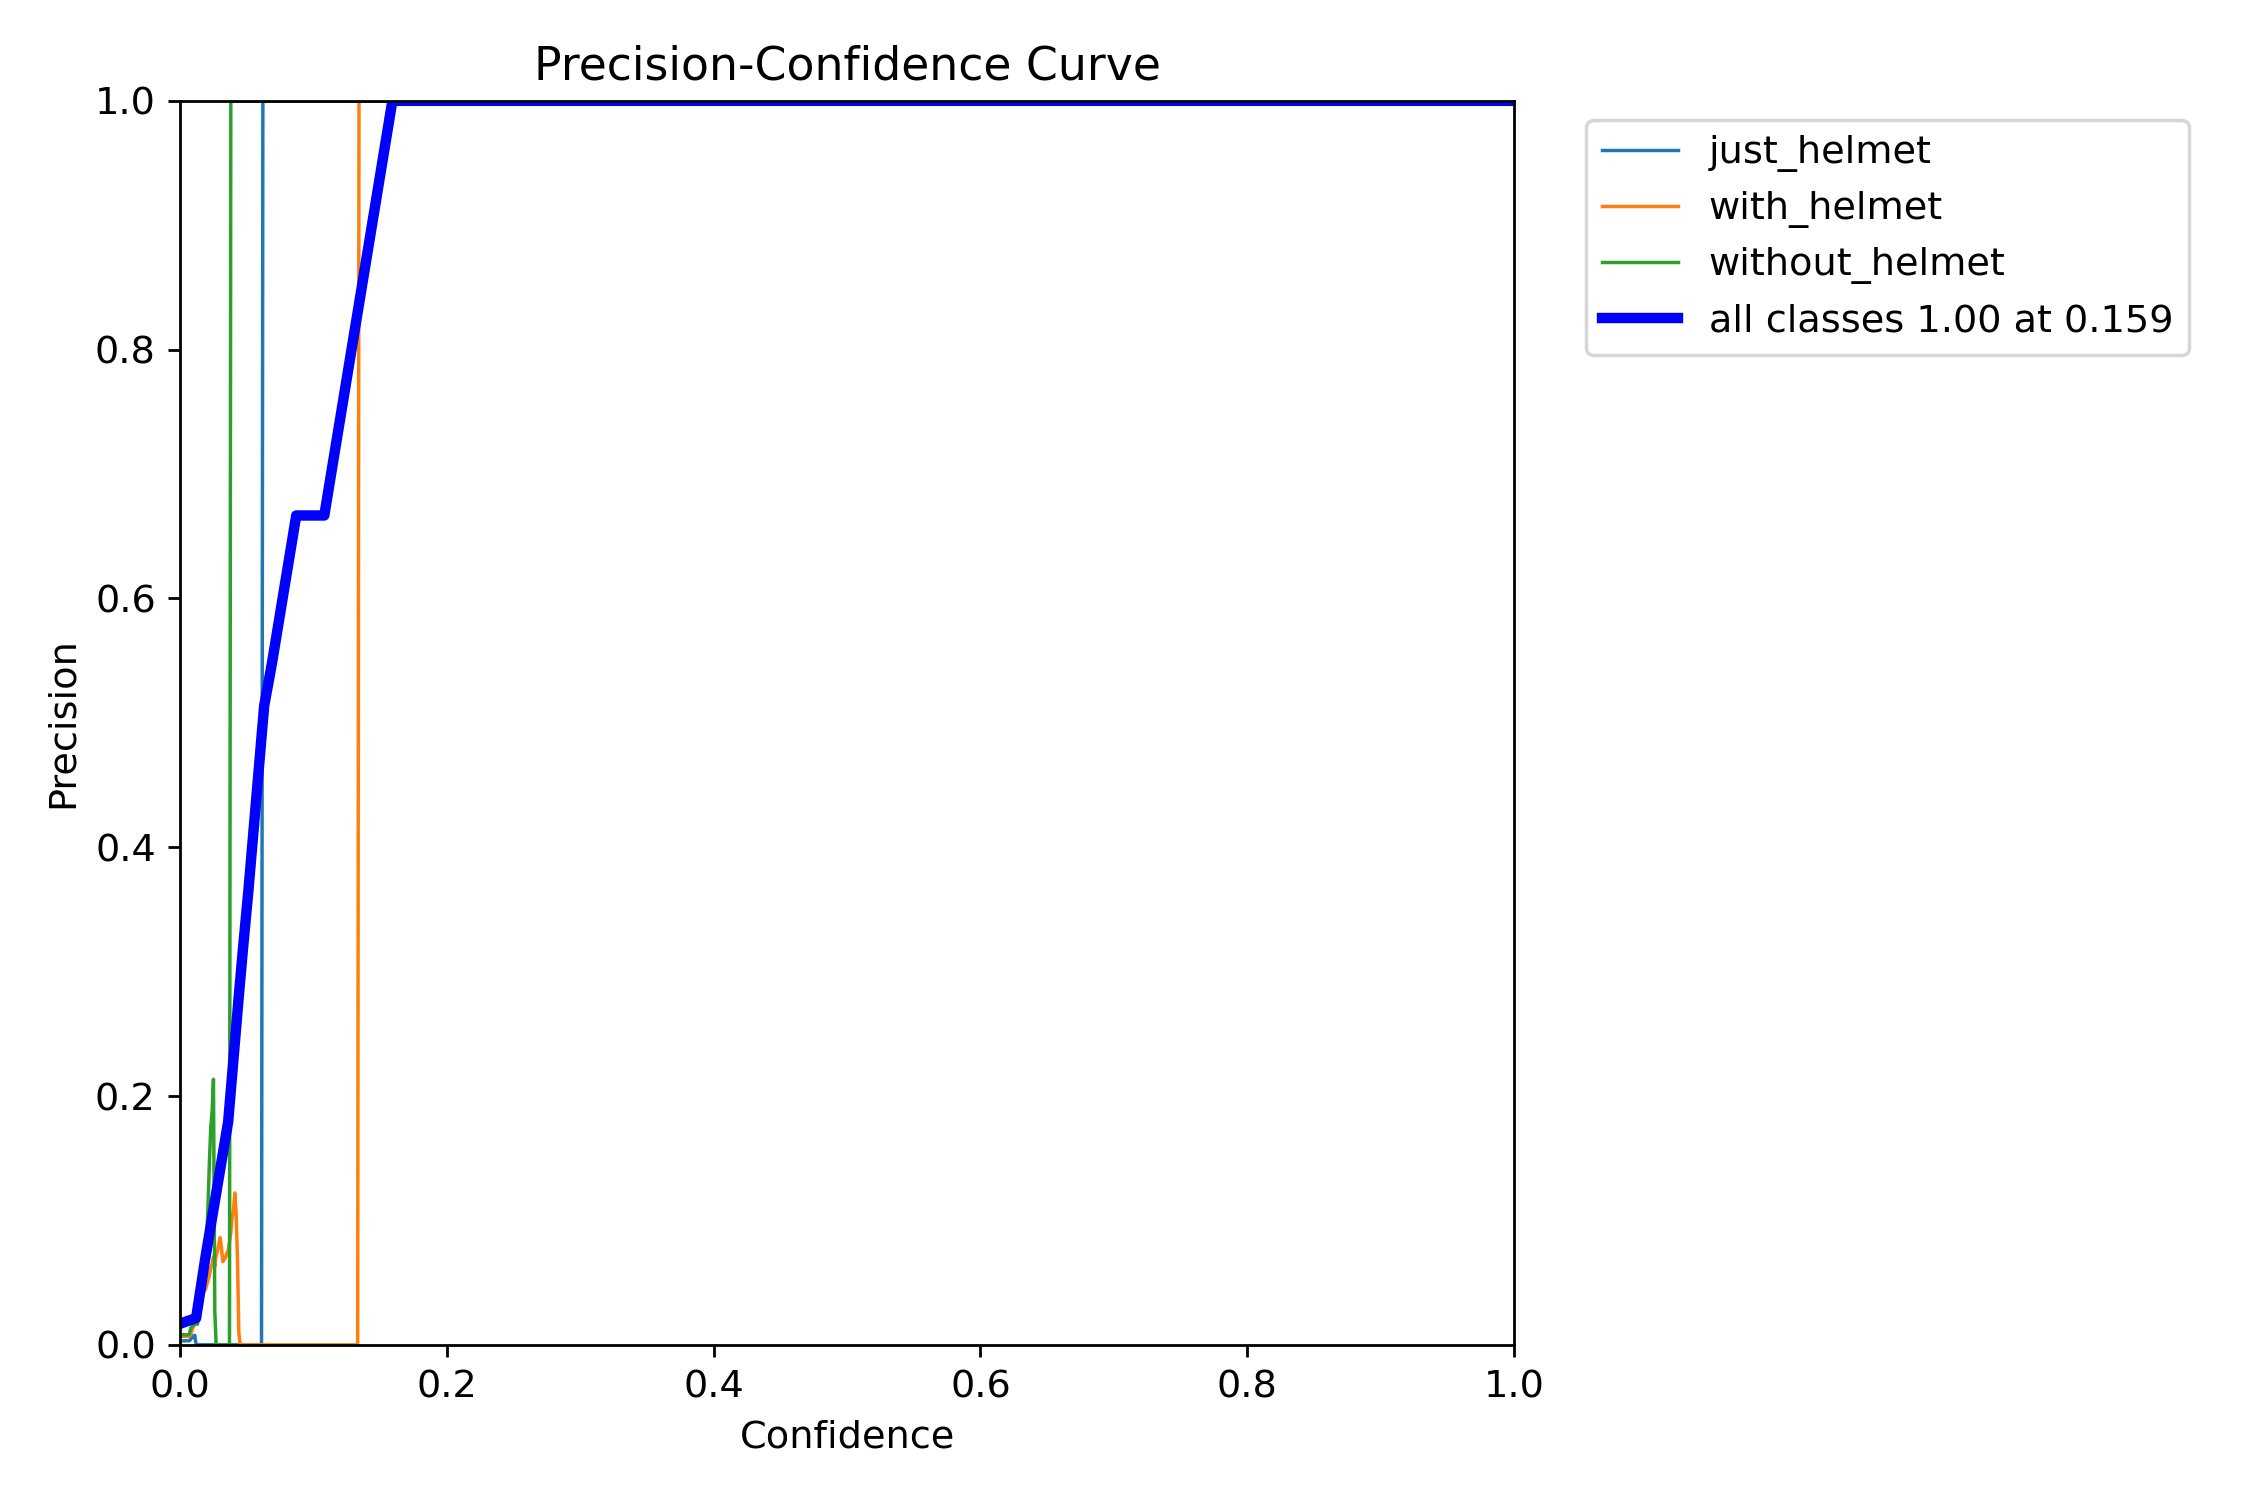 Precision-Confidence Curve
1.0
0.8
0.6
0.4
0.2
0.0
Precision
0.0 0.2 0.4 0.6 0.8 1.0
Confidence
just_helmet
with_helmet
without_helmet
all classes 1.00 at 0.159